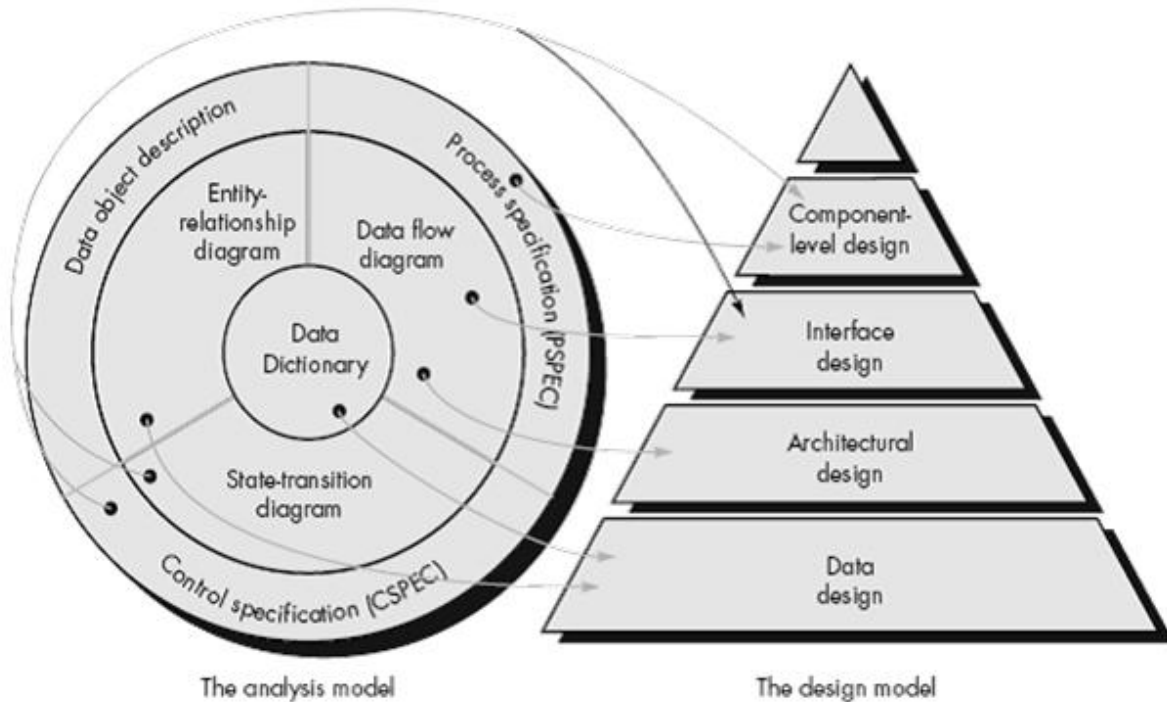 Data object description
Process specification (PSPEC)
Entity-
relationship
diagram
Data flow
diagram
Data
Dictionary
State-transition
diagram
Control specification (CSPEC)
The analysis model
Component-
level design
Interface
design
Architectural
design
Data
design
The design model